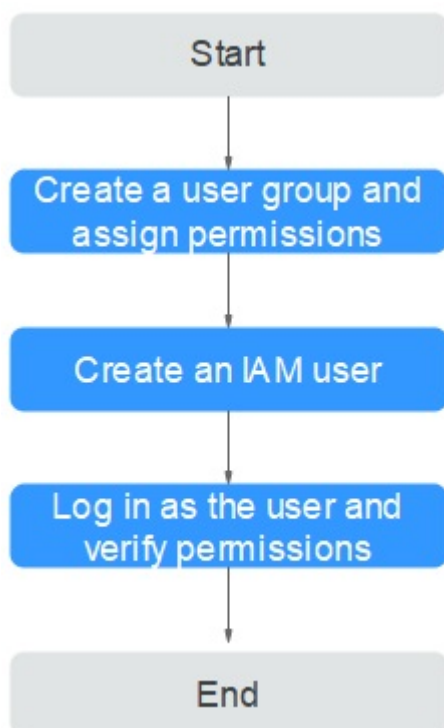 Start
Create a user group and
assign permissions
Create an IAM user
Log in as the user and
verify permissions
End